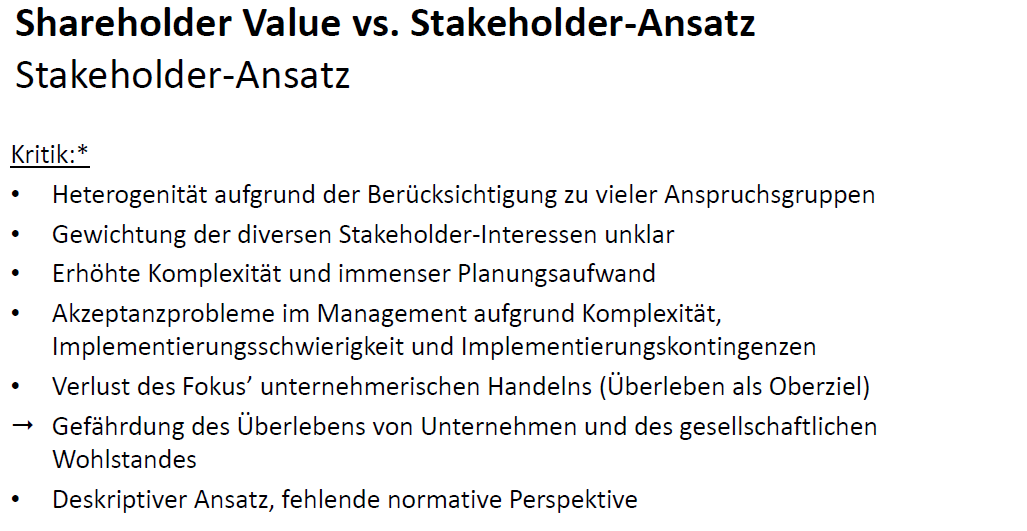 Shareholder Value vs. Stakeholder-Ansatz
Stakeholder-Ansatz
Kritik:*
• Heterogenität aufgrund der Berücksichtigung zu vieler Anspruchsgruppen
• Gewichtung der diversen Stakeholder-Interessen unklar
• Erhöhte Komplexität und immenser Planungsaufwand
• Akzeptanzprobleme im Management aufgrund Komplexität,
Implementierungsschwierigkeit und Implementierungskontingenzen
• Verlust des Fokus’ unternehmerischen Handelns (Überleben als Oberziel)
→ Gefährdung des Überlebens von Unternehmen und des gesellschaftlichen
Wohlstandes
• Deskriptiver Ansatz, fehlende normative Perspektive